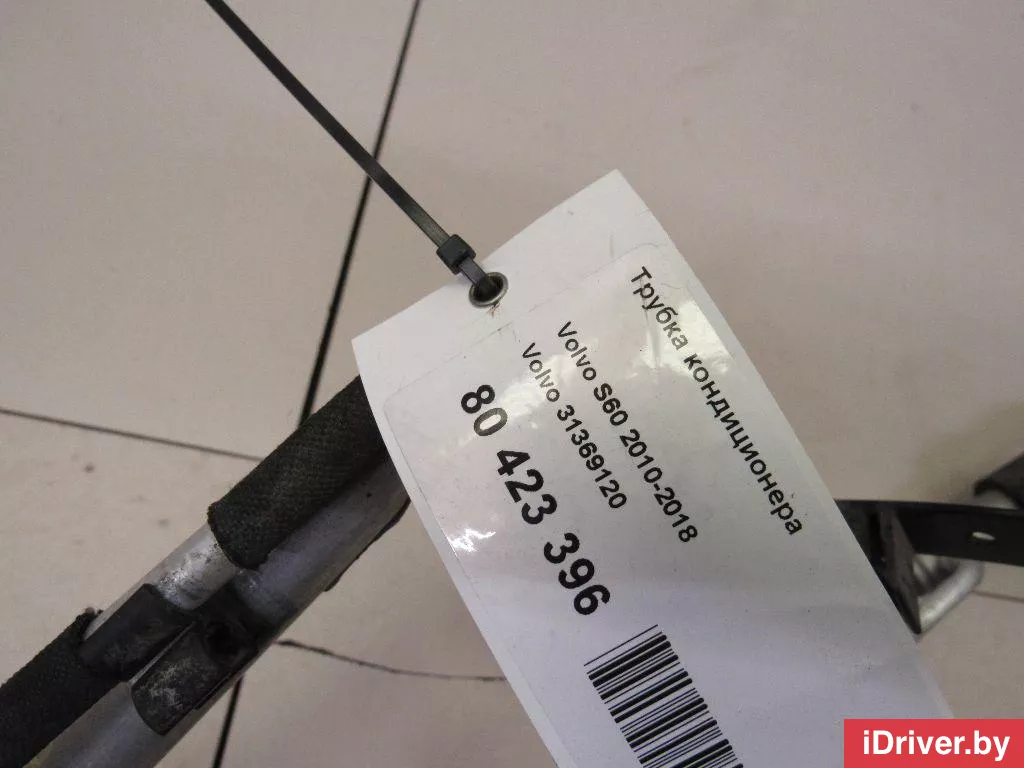 Трубка кондиционера
Volvo S60 2010-2018
Volvo 31369120
80 423 396
iDriver.by